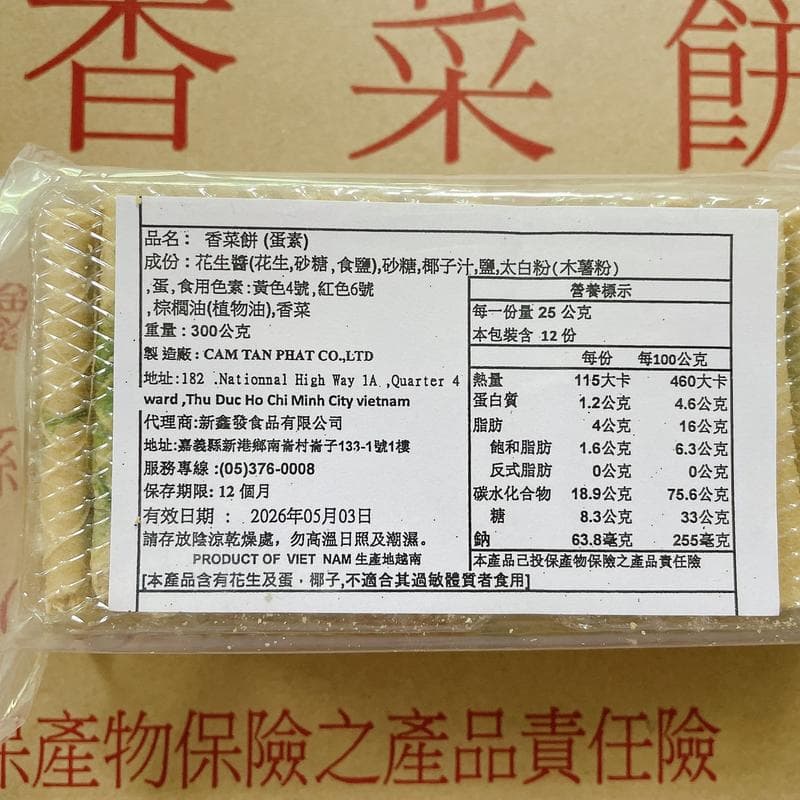 香菜餅
品名： 香菜餅 (蛋素)
成份：花生醬(花生,砂糖,食鹽),砂糖,椰子汁,鹽,太白粉(木薯粉)
,蛋,食用色素:黃色4號,紅色6號
,棕櫚油(植物油),香菜
重量：300公克
製 造廠：CAM TAN PHAT CO.,LTD
地址:182 .Nationnal High Way 1A .,Quarter 4
ward ,Thu Duc Ho Chi Minh City vietnam
代理商:新鑫發食品有限公司
地址:嘉義縣新港鄉南崙村崙子133-1號1樓
服務專線 :(05)376-0008
保存期限: 12 個月
有效日期 ： 2026年05月03日
請存放陰涼乾燥處，勿高溫日照及潮濕。
PRODUCT OF VIET NAM 生產地越南
[本產品含有花生及蛋，椰子,不適合其過敏體質者食用]
營養標示
每一份量 25 公克
本包裝含 12 份
每份 每100公克
熱量 115大卡 460大卡
蛋白質 1.2公克 4.6公克
脂肪 4公克 16公克
飽和脂肪 1.6公克 6.3公克
反式脂肪 0公克 0公克
碳水化合物 18.9公克 75.6公克
糖 8.3公克 33公克
鈉 63.8毫克 255毫克
本產品已投保產物保險之產品責任險
保產物保險之產品責任險